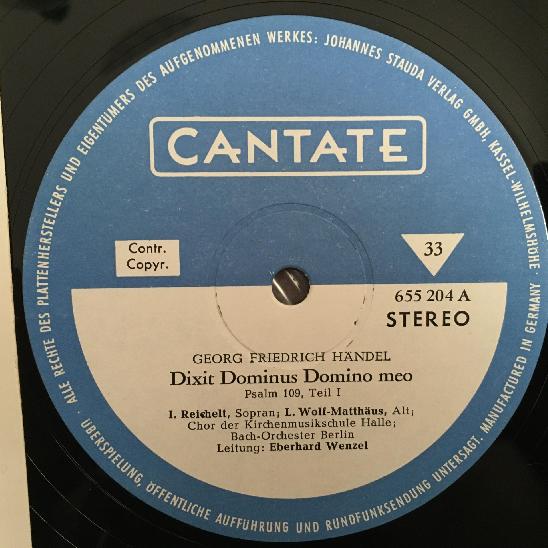 · ALLE RECHTE DES PLATTENHERSTELLERS UND EIGENTÜMERS DES AUFGENOMMENEN WERKES: JOHANNES STAUDA VERLAG GMBH, KASSEL-WILHELMSHÖHE
CANTATE
Contr.
Copyr.
33
655 204 A
STEREO
GEORG FRIEDRICH HÄNDEL
Dixit Dominus Domino meo
Psalm 109, Teil I
I. Reichelt, Sopran; L. Wolf-Matthäus, Alt;
Chor der Kirchenmusikschule Halle;
Bach-Orchester Berlin
Leitung: Eberhard Wenzel
ÜBERSPIELUNG, ÖFFENTLICHE AUFFÜHRUNG UND RUNDFUNKSENDUNG UNTERSAGT. MANUFACTURED IN GERMANY